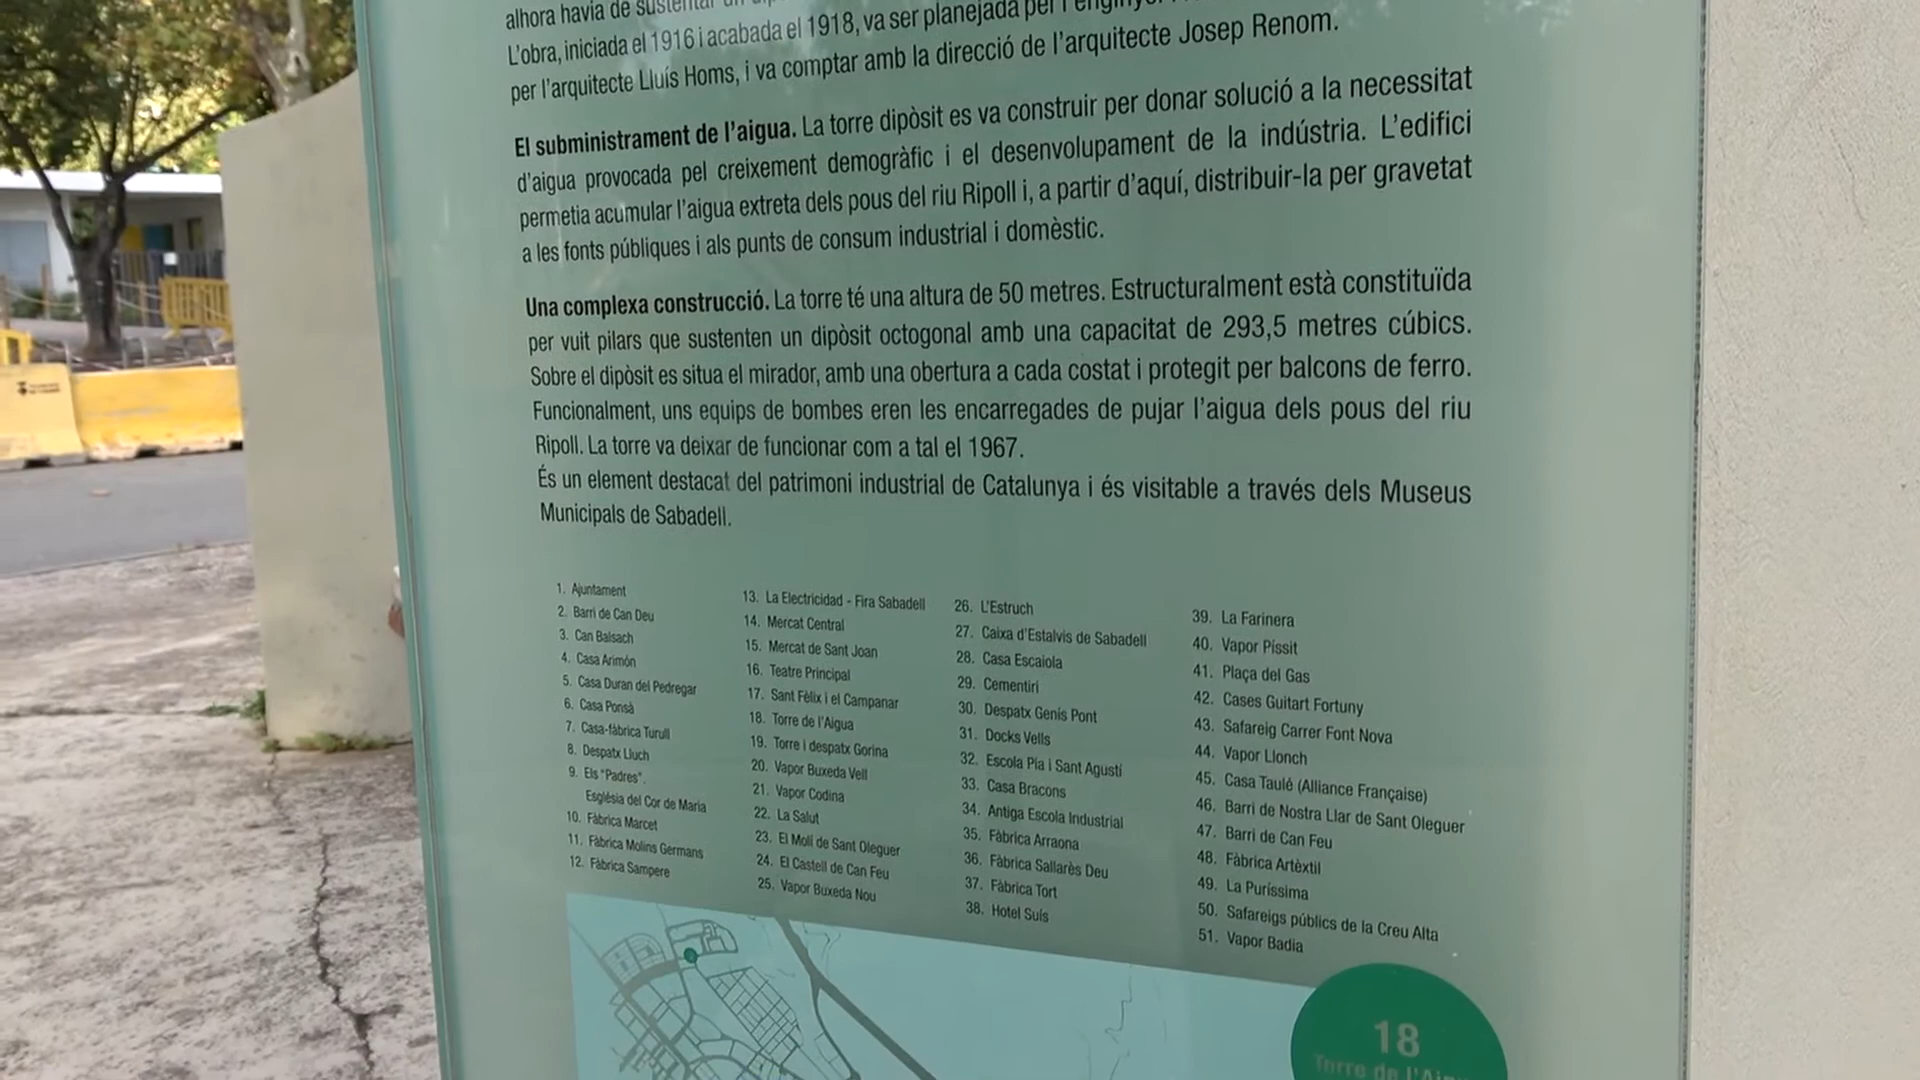 alhora havia de sustentar un
L'obra, iniciada el 1916 i acabada el 1918, va ser planejada per l'enginyer
per l'arquitecte Lluís Homs, i va comptar amb la direcció de l'arquitecte Josep Renom.
El subministrament de l'aigua. La torre dipòsit es va construir per donar solució a la necessitat
d'aigua provocada pel creixement demogràfic i el desenvolupament de la indústria. L'edifici
permetia acumular l'aigua extreta dels pous del riu Ripoll i, a partir d'aquí, distribuir-la per gravetat
a les fonts públiques i als punts de consum industrial i domèstic.
Una complexa construcció. La torre té una altura de 50 metres. Estructuralment està constituïda
per vuit pilars que sustenten un dipòsit octogonal amb una capacitat de 293,5 metres cúbics.
Sobre el dipòsit es situa el mirador, amb una obertura a cada costat i protegit per balcons de ferro.
Funcionalment, uns equips de bombes eren les encarregades de pujar l'aigua dels pous del riu
Ripoll. La torre va deixar de funcionar com a tal el 1967.
És un element destacat del patrimoni industrial de Catalunya i és visitable a través dels Museus
Municipals de Sabadell.
1. Ajuntament
2. Barri de Can Deu
3. Can Balsach
4. Casa Arimón
5. Casa Duran del Pedregar
6. Casa Ponsà
7. Casa-fàbrica Turull
8. Despatx Lluch
9. Els "Padres".
Església del Cor de Maria
10. Fàbrica Marcet
11. Fàbrica Molins Germans
12. Fàbrica Sampere
13. La Electricidad - Fira Sabadell
14. Mercat Central
15. Mercat de Sant Joan
16. Teatre Principal
17. Sant Fèlix i el Campanar
18. Torre de l'Aigua
19. Torre i despatx Gorina
20. Vapor Buxeda Vell
21. Vapor Codina
22. La Salut
23. El Molí de Sant Oleguer
24. El Castell de Can Feu
25. Vapor Buxeda Nou
26. L'Estruch
27. Caixa d'Estalvis de Sabadell
28. Casa Escaiola
29. Cementiri
30. Despatx Genís Pont
31. Docks Vells
32. Escola Pia i Sant Agustí
33. Casa Bracons
34. Antiga Escola Industrial
35. Fàbrica Arraona
36. Fàbrica Sallarès Deu
37. Fàbrica Tort
38. Hotel Suís
39. La Farinera
40. Vapor Píssit
41. Plaça del Gas
42. Cases Guitart Fortuny
43. Safareig Carrer Font Nova
44. Vapor Llonch
45. Casa Taulé (Alliance Française)
46. Barri de Nostra Llar de Sant Oleguer
47. Barri de Can Feu
48. Fàbrica Artèxtil
49. La Puríssima
50. Safareigs públics de la Creu Alta
51. Vapor Badia
18
Torre de l'Aigua